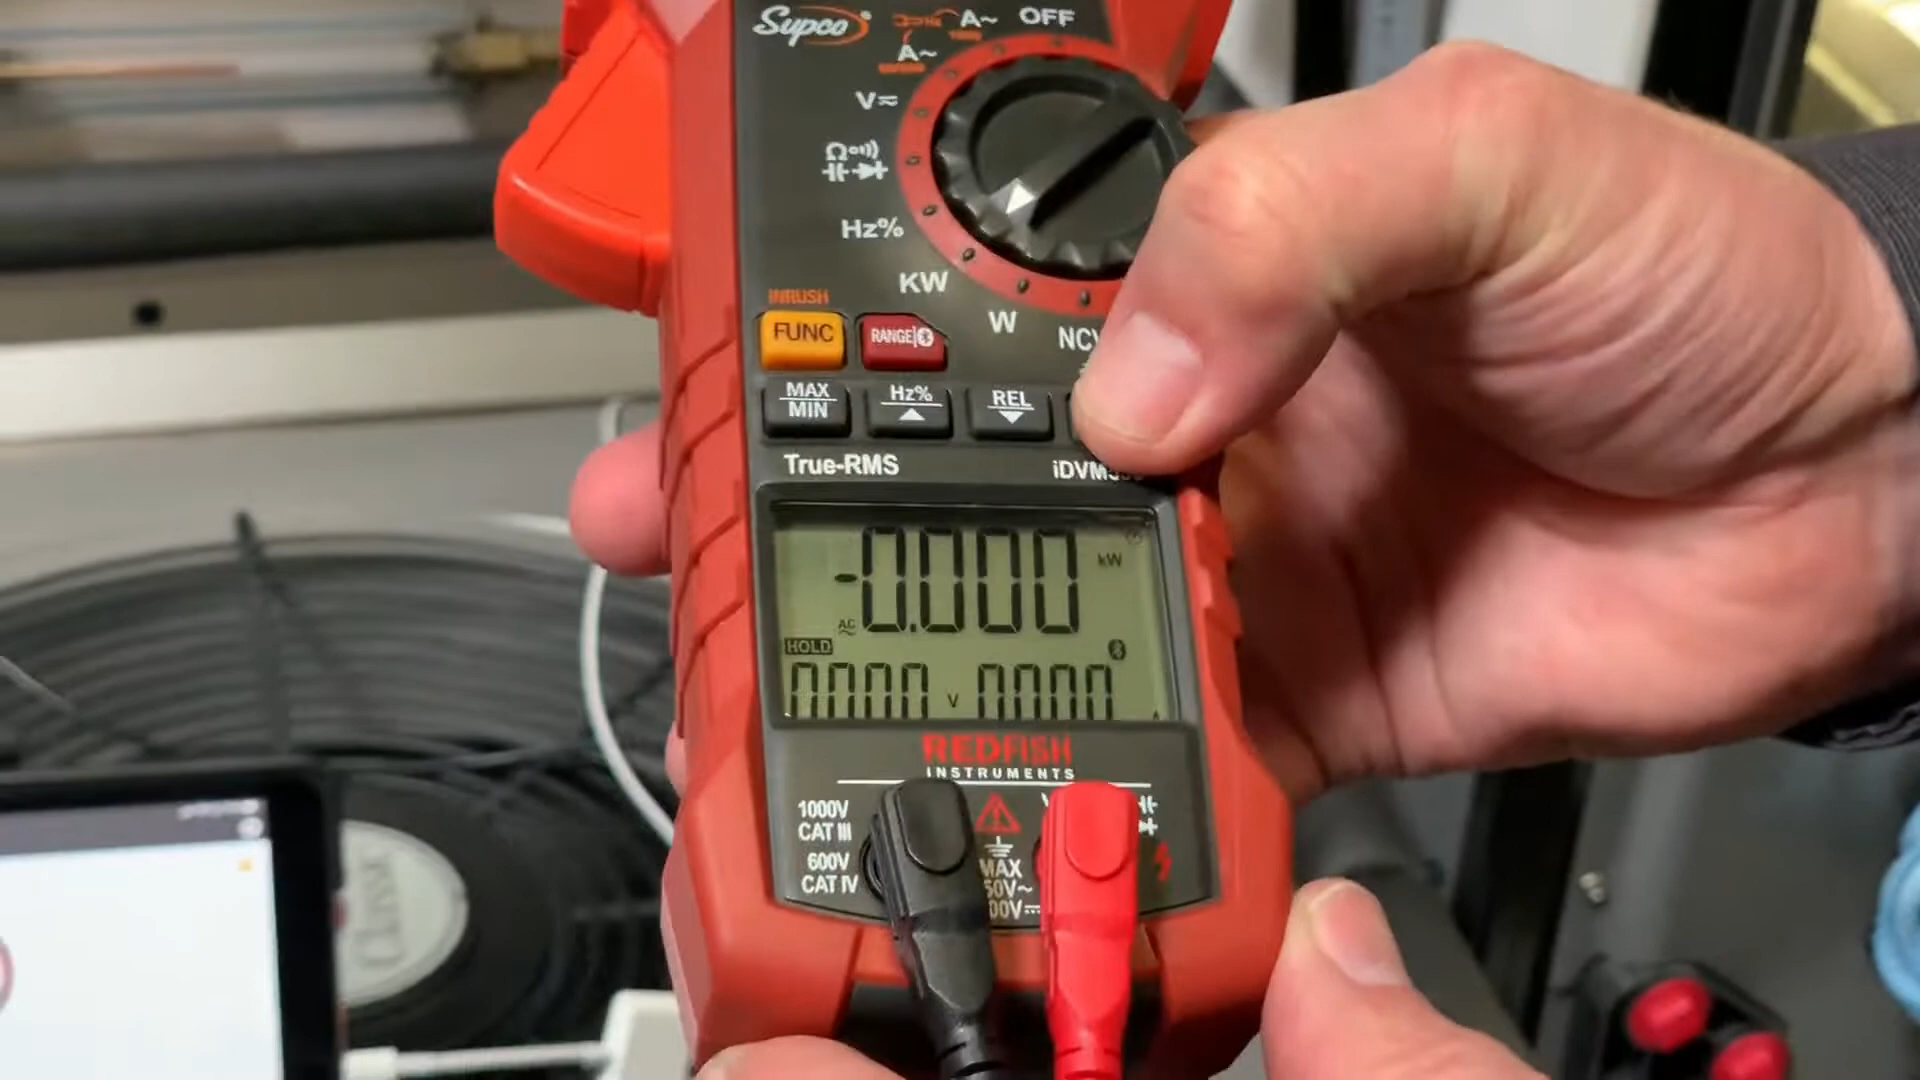 Supco
A~ OFF
A~
V
Ω
Hz%
KW
W
INRUSH
FUNC
RANGE
MAX
MIN
Hz%
REL
True-RMS
-0.000
kW
AC
HOLD
0000 V 0000
REDFISH
INSTRUMENTS
1000V
CAT III
600V
CAT IV
MAX
Classic